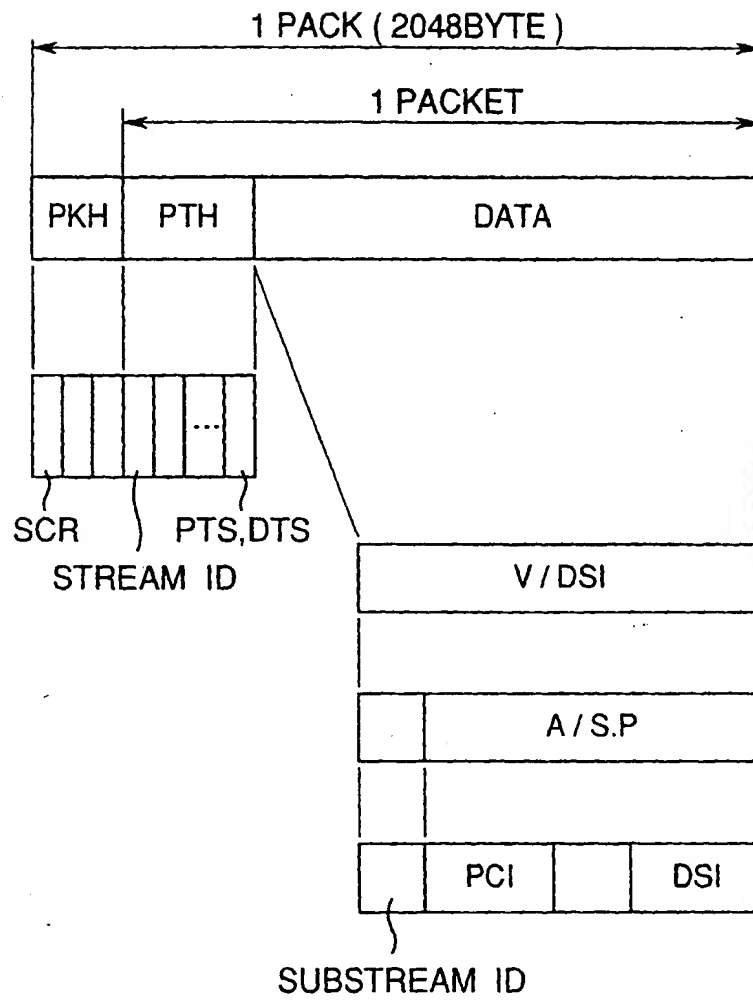 1 PACK ( 2048BYTE )
1 PACKET
PKH PTH DATA
...
SCR PTS,DTS
STREAM ID
V / DSI
A / S.P
PCI DSI
SUBSTREAM ID